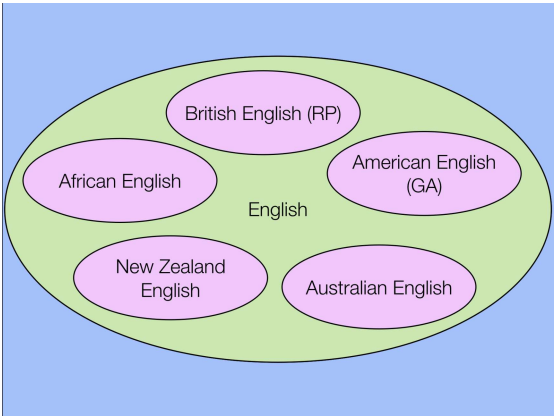 British English (RP)
American English
(GA)
African English
English
New Zealand
English
Australian English